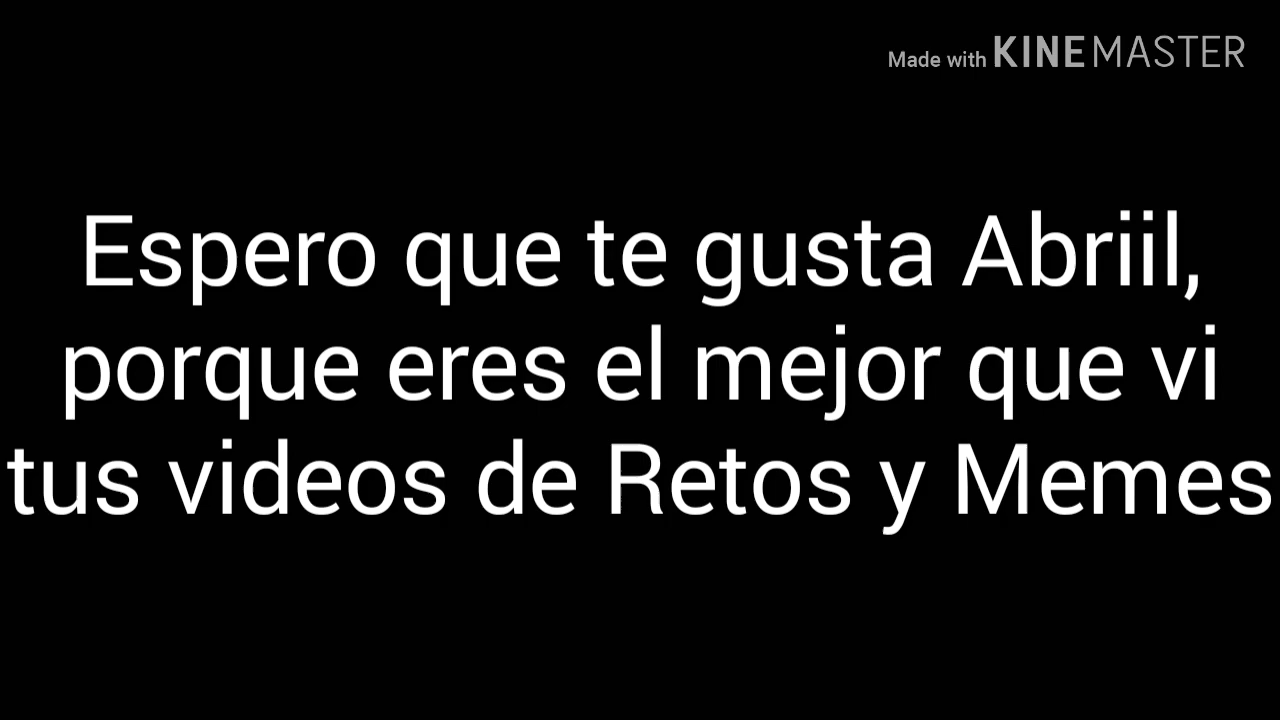 Made with KINEMASTER
Espero que te gusta Abriil,
porque eres el mejor que vi
tus videos de Retos y Memes